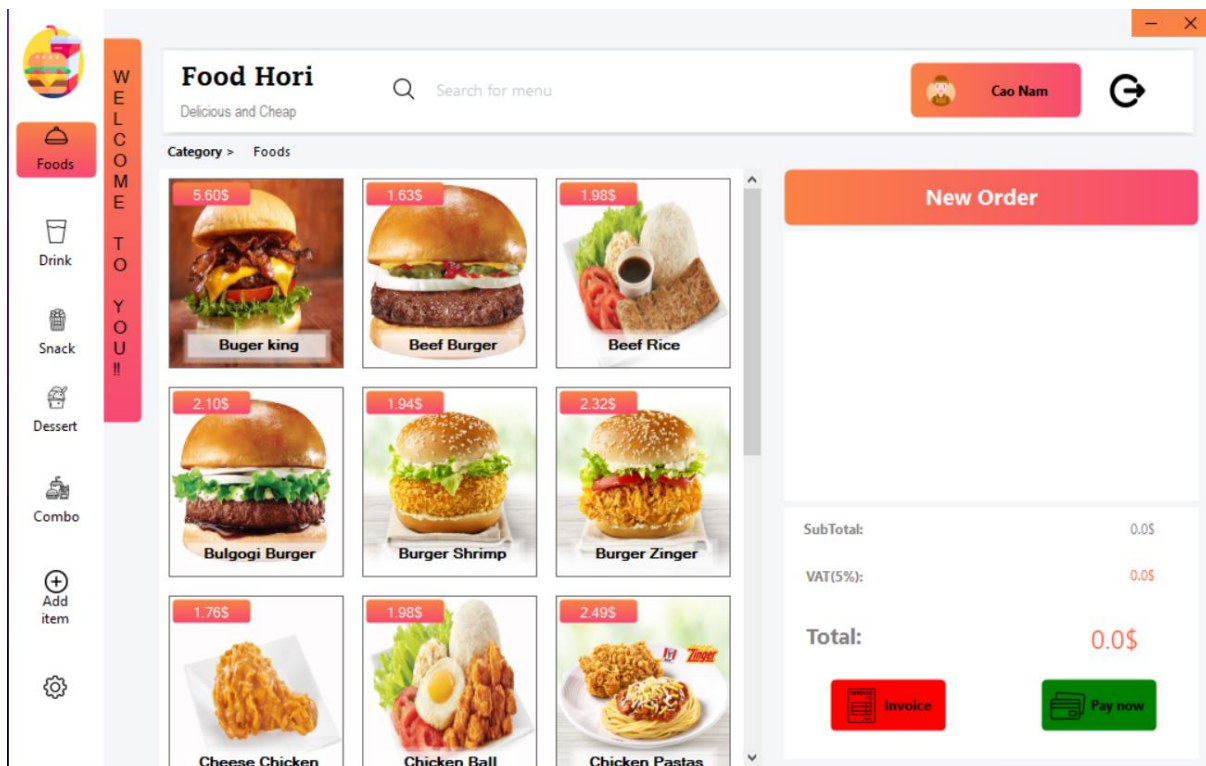 WELCOME TO YOU!!
Food Hori
Delicious and Cheap
Search for menu
Cao Nam
Category > Foods
Foods
Drink
Snack
Dessert
Combo
Add
item
5.60$
Buger king
1.63$
Beef Burger
1.98$
Beef Rice
2.10$
Bulgogi Burger
1.94$
Burger Shrimp
2.32$
Burger Zinger
1.76$
Cheese Chicken
1.98$
Chicken Ball
2.49$
Zinger
Chicken Pastas
New Order
SubTotal: 0.0$
VAT(5%): 0.0$
Total: 0.0$
Invoice
Pay now